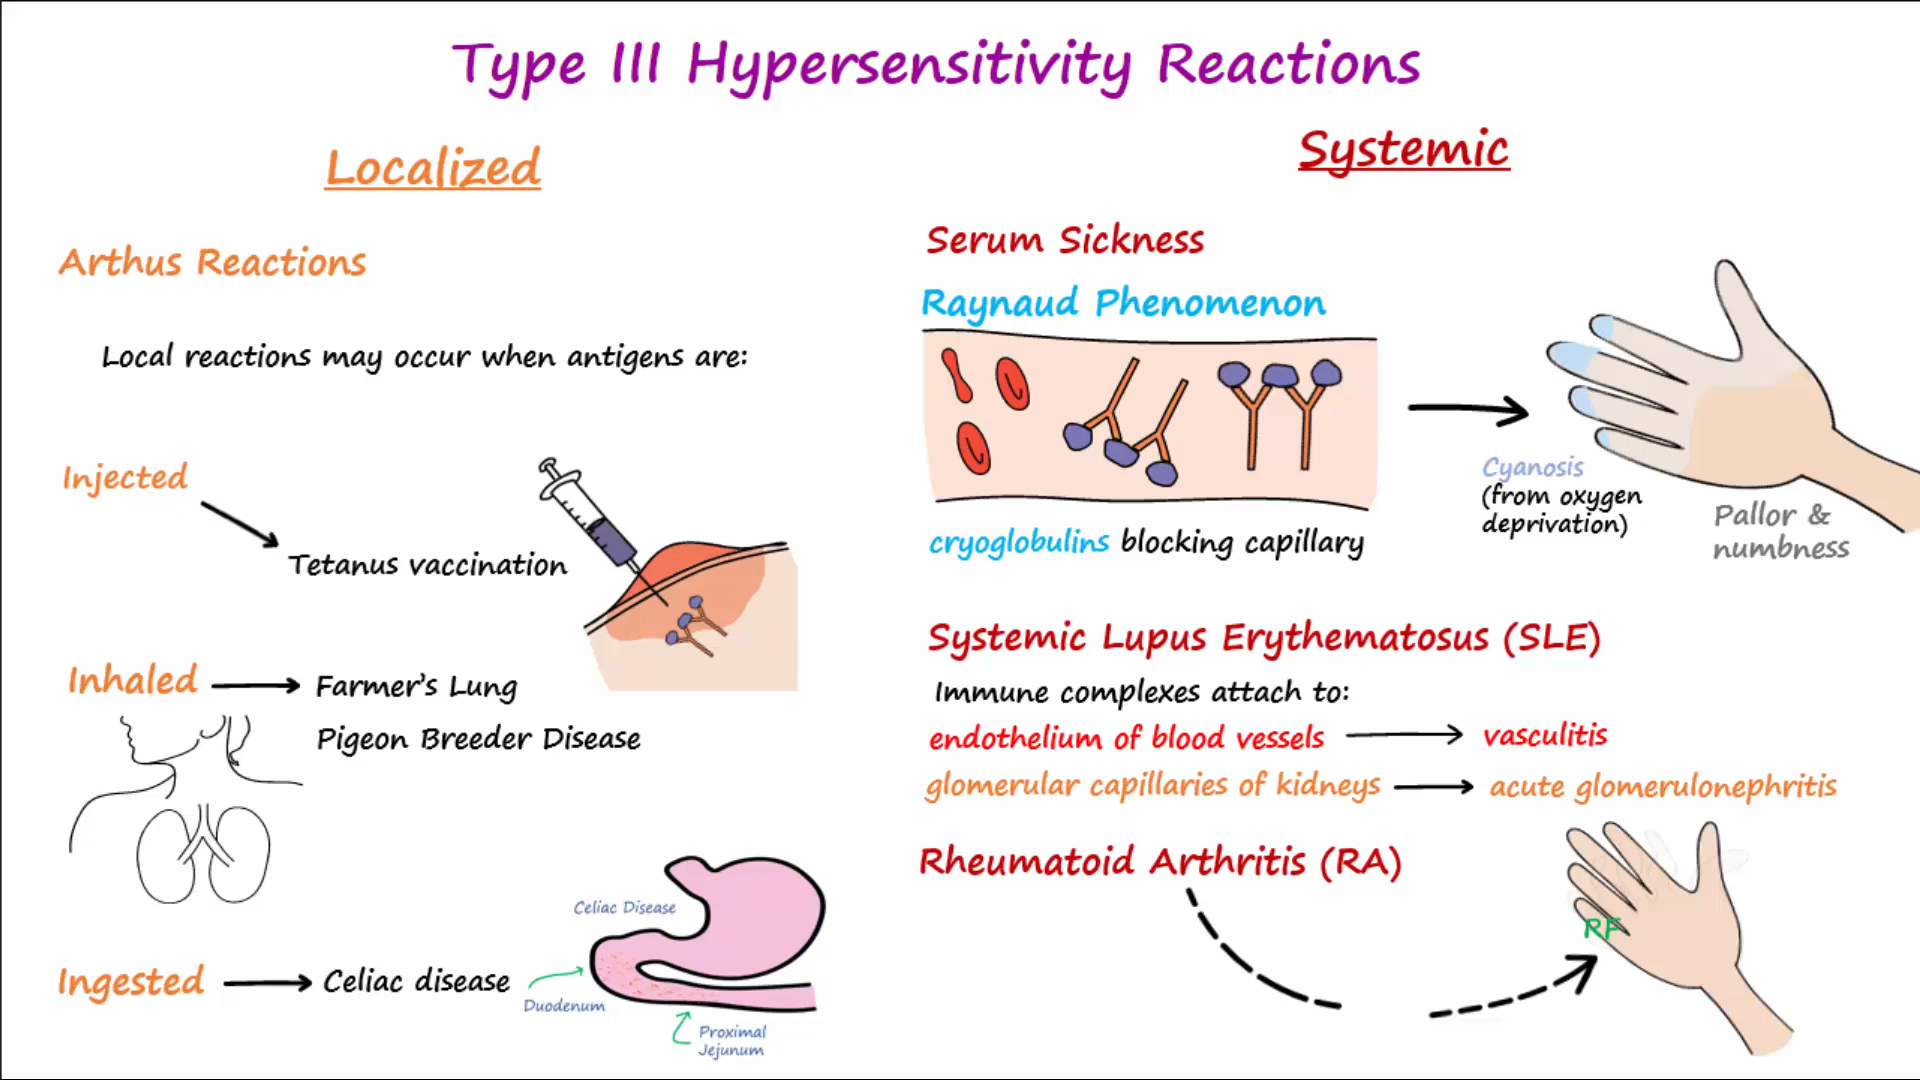 Type III Hypersensitivity Reactions
Localized
Arthus Reactions
Local reactions may occur when antigens are:
Injected
Tetanus vaccination
Inhaled
Farmer's Lung
Pigeon Breeder Disease
Ingested
Celiac disease
Celiac Disease
Duodenum
Proximal
Jejunum
Systemic
Serum Sickness
Raynaud Phenomenon
cryoglobulins blocking capillary
Cyanosis
(from oxygen
deprivation)
Pallor &
numbness
Systemic Lupus Erythematosus (SLE)
Immune complexes attach to:
endothelium of blood vessels
vasculitis
glomerular capillaries of kidneys
acute glomerulonephritis
Rheumatoid Arthritis (RA)
RF